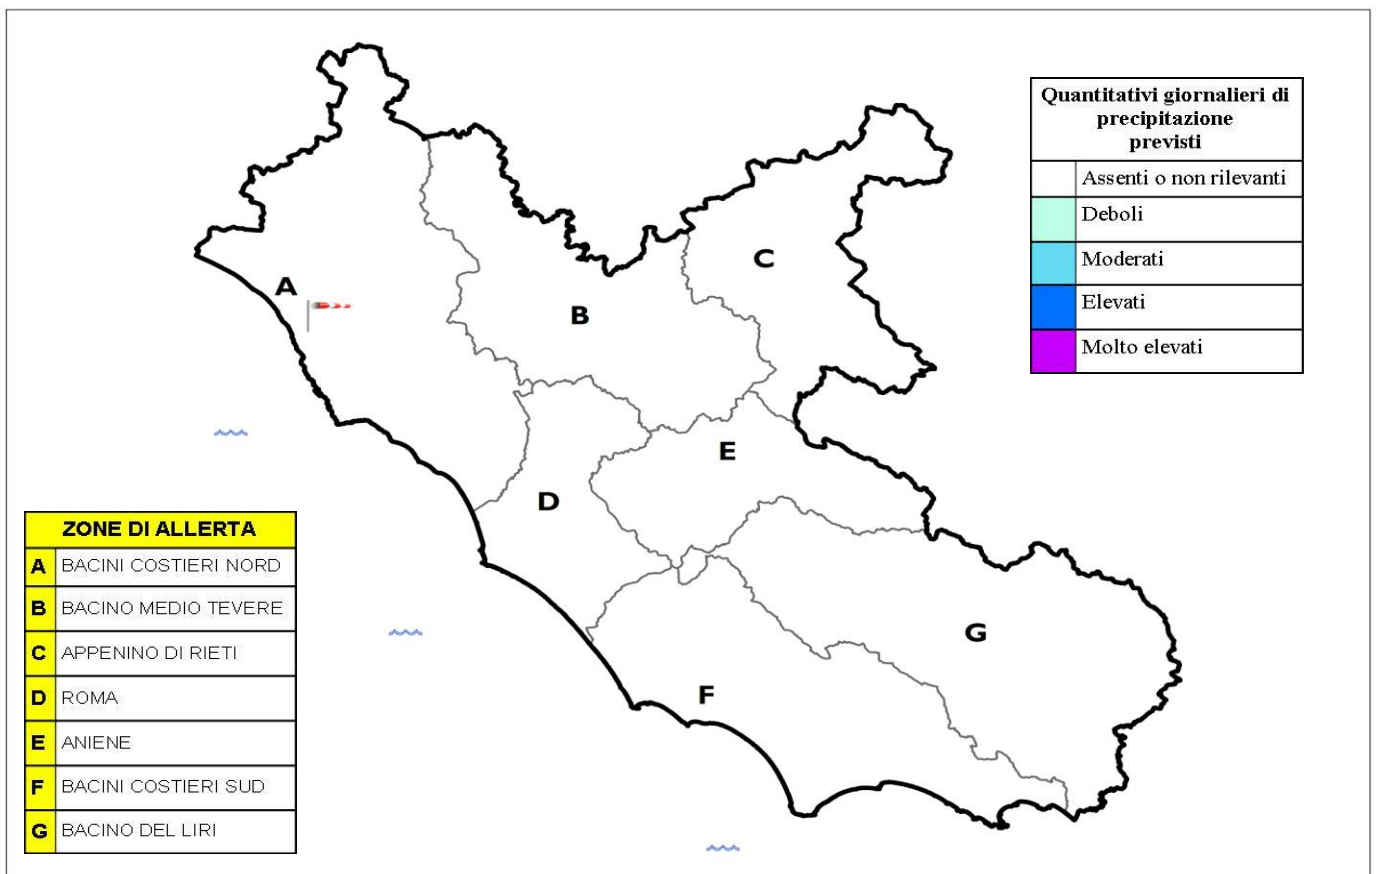 Quantitativi giornalieri di
precipitazione
previsti
Assenti o non rilevanti
Deboli
Moderati
Elevati
Molto elevati
A
B
C
D
E
F
G
ZONE DI ALLERTA
A BACINI COSTIERI NORD
B BACINO MEDIO TEVERE
C APPENINO DI RIETI
D ROMA
E ANIENE
F BACINI COSTIERI SUD
G BACINO DEL LIRI